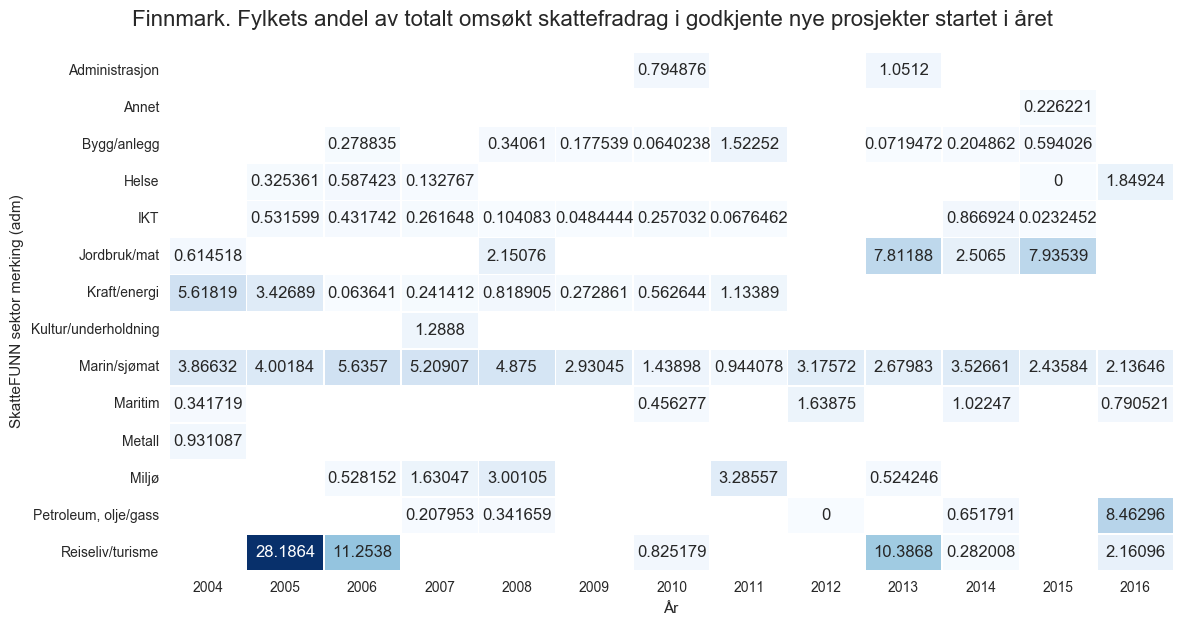 Finnmark. Fylkets andel av totalt omsøkt skattefradrag i godkjente nye prosjekter startet i året
SkatteFUNN sektor merking (adm)
Administrasjon 0.794876 1.0512
Annet 0.226221
Bygg/anlegg 0.278835 0.34061 0.177539 0.0640238 1.52252 0.0719472 0.204862 0.594026
Helse 0.325361 0.587423 0.132767 0 1.84924
IKT 0.531599 0.431742 0.261648 0.104083 0.0484444 0.257032 0.0676462 0.866924 0.0232452
Jordbruk/mat 0.614518 2.15076 7.81188 2.5065 7.93539
Kraft/energi 5.61819 3.42689 0.063641 0.241412 0.818905 0.272861 0.562644 1.13389
Kultur/underholdning 1.2888
Marin/sjømat 3.86632 4.00184 5.6357 5.20907 4.875 2.93045 1.43898 0.944078 3.17572 2.67983 3.52661 2.43584 2.13646
Maritim 0.341719 0.456277 1.63875 1.02247 0.790521
Metall 0.931087
Miljø 0.528152 1.63047 3.00105 3.28557 0.524246
Petroleum, olje/gass 0.207953 0.341659 0 0.651791 8.46296
Reiseliv/turisme 28.1864 11.2538 0.825179 10.3868 0.282008 2.16096
2004 2005 2006 2007 2008 2009 2010 2011 2012 2013 2014 2015 2016
År